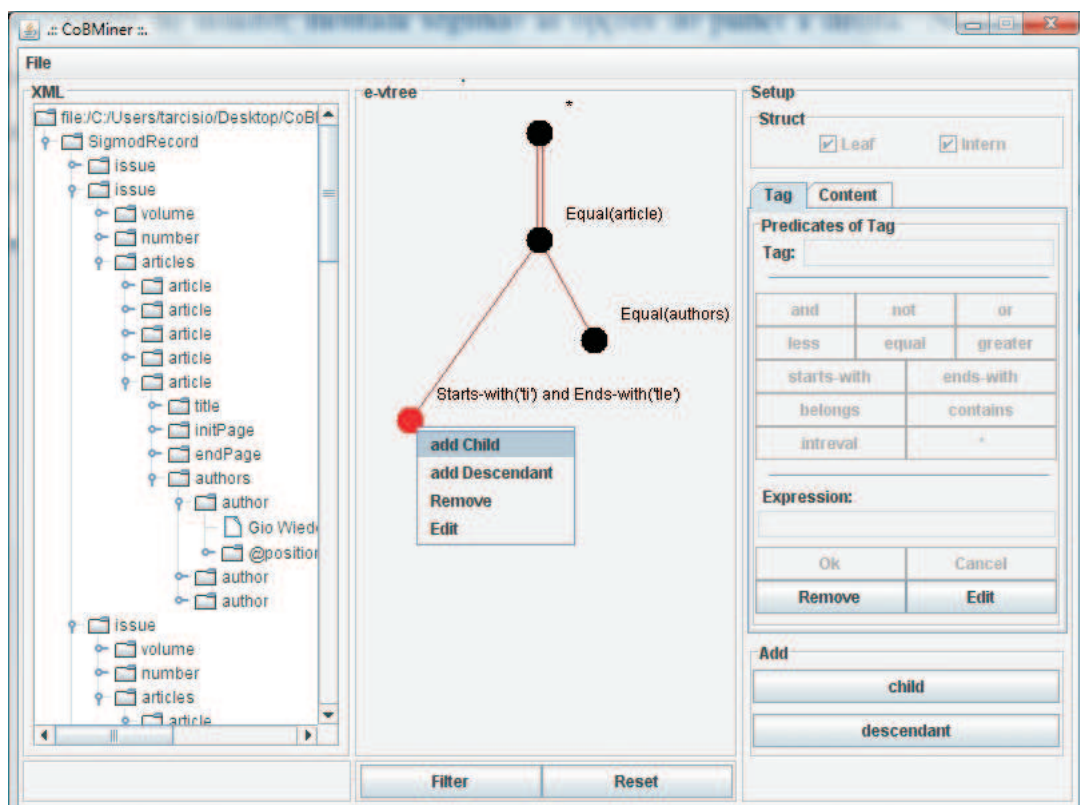 .:: CoBMiner ::.
File
XML
file:/C:/Users/tarcisio/Desktop/CoBI
SigmodRecord
issue
issue
volume
number
articles
article
article
article
article
article
title
initPage
endPage
authors
author
Gio Wied
@position
author
author
issue
volume
number
articles
article
e-vtree
*
Equal(article)
Equal(authors)
Starts-with('ti') and Ends-with('tle')
add Child
add Descendant
Remove
Edit
Filter Reset
Setup
Struct
Leaf Intern
Tag Content
Predicates of Tag
Tag:
and not or
less equal greater
starts-with ends-with
belongs contains
intreval *
Expression:
Ok Cancel
Remove Edit
Add
child
descendant